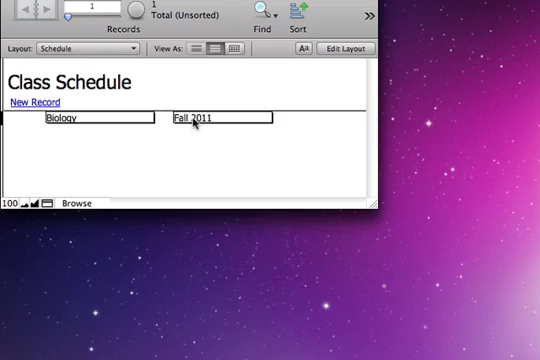 1
1
Total (Unsorted)
Records
Find
Sort
Layout:
Schedule
View As:
Aa
Edit Layout
Class Schedule
New Record
Biology
Fall 2011
100
Browse